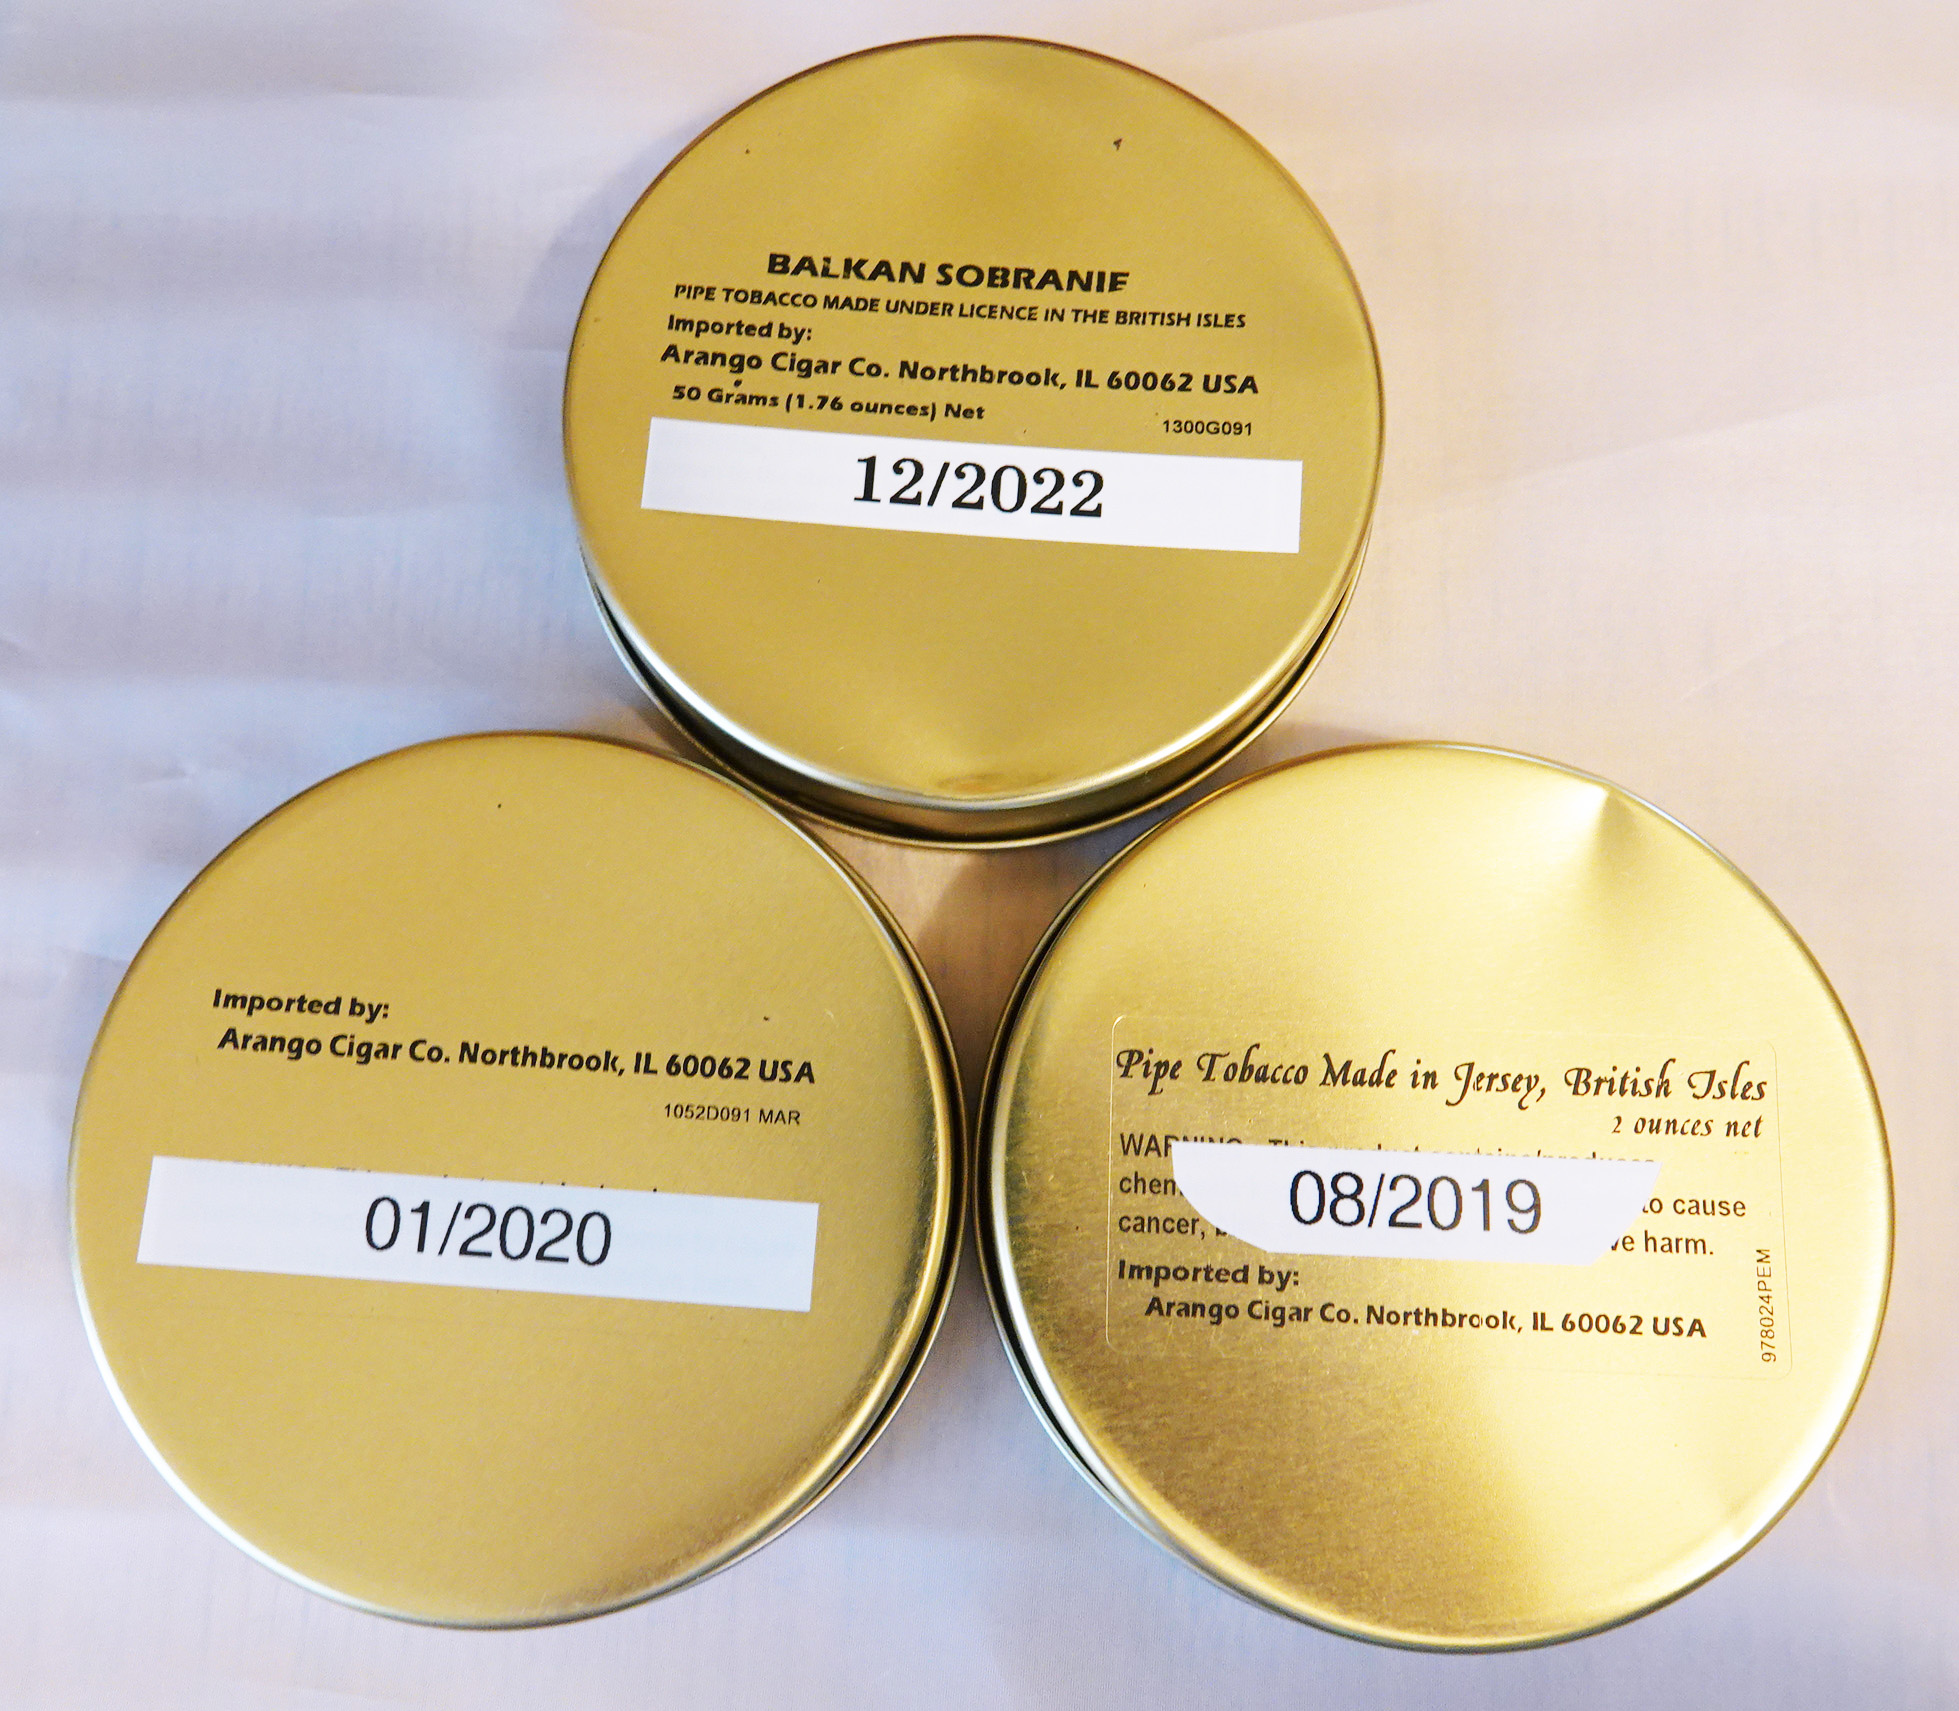 BALKAN SOBRANIE
PIPE TOBACCO MADE UNDER LICENCE IN THE BRITISH ISLES
Imported by:
Arango Cigar Co. Northbrook, IL 60062 USA
50 Grams (1.76 ounces) Net
1300G091
12/2022
Imported by:
Arango Cigar Co. Northbrook, IL 60062 USA
1052D091 MAR
01/2020
Pipe Tobacco Made in Jersey, British Isles
2 ounces net
08/2019
to cause
cancer,
harm.
Imported by:
Arango Cigar Co. Northbrook, IL 60062 USA
978024PEM